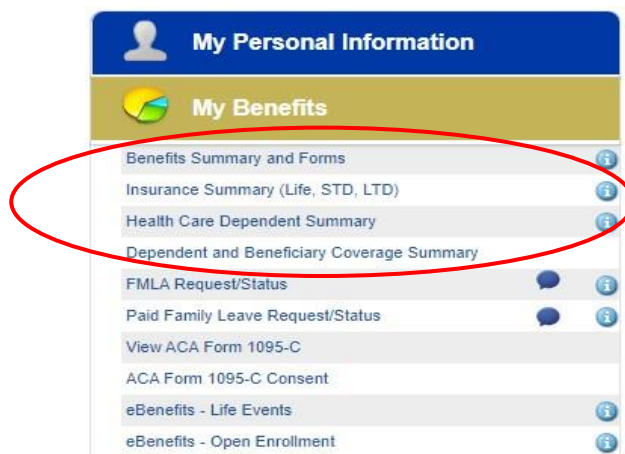 My Personal Information
My Benefits
Benefits Summary and Forms
Insurance Summary (Life, STD, LTD)
Health Care Dependent Summary
Dependent and Beneficiary Coverage Summary
FMLA Request/Status
Paid Family Leave Request/Status
View ACA Form 1095-C
ACA Form 1095-C Consent
eBenefits - Life Events
eBenefits - Open Enrollment